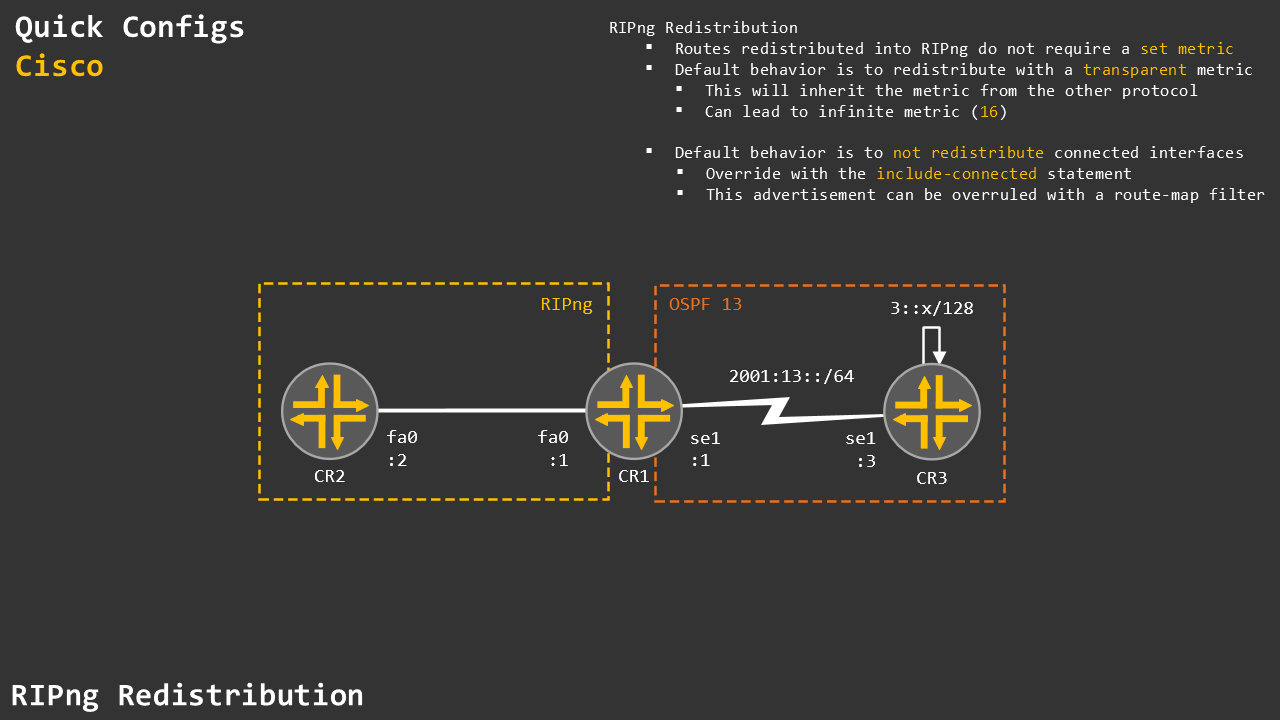 Quick Configs
Cisco
RIPng Redistribution
▪ Routes redistributed into RIPng do not require a set metric
▪ Default behavior is to redistribute with a transparent metric
▪ This will inherit the metric from the other protocol
▪ Can lead to infinite metric (16)
▪ Default behavior is to not redistribute connected interfaces
▪ Override with the include-connected statement
▪ This advertisement can be overruled with a route-map filter
RIPng
OSPF 13
3::x/128
2001:13::/64
fa0
:2
fa0
:1
se1
:1
se1
:3
CR2
CR1
CR3
RIPng Redistribution